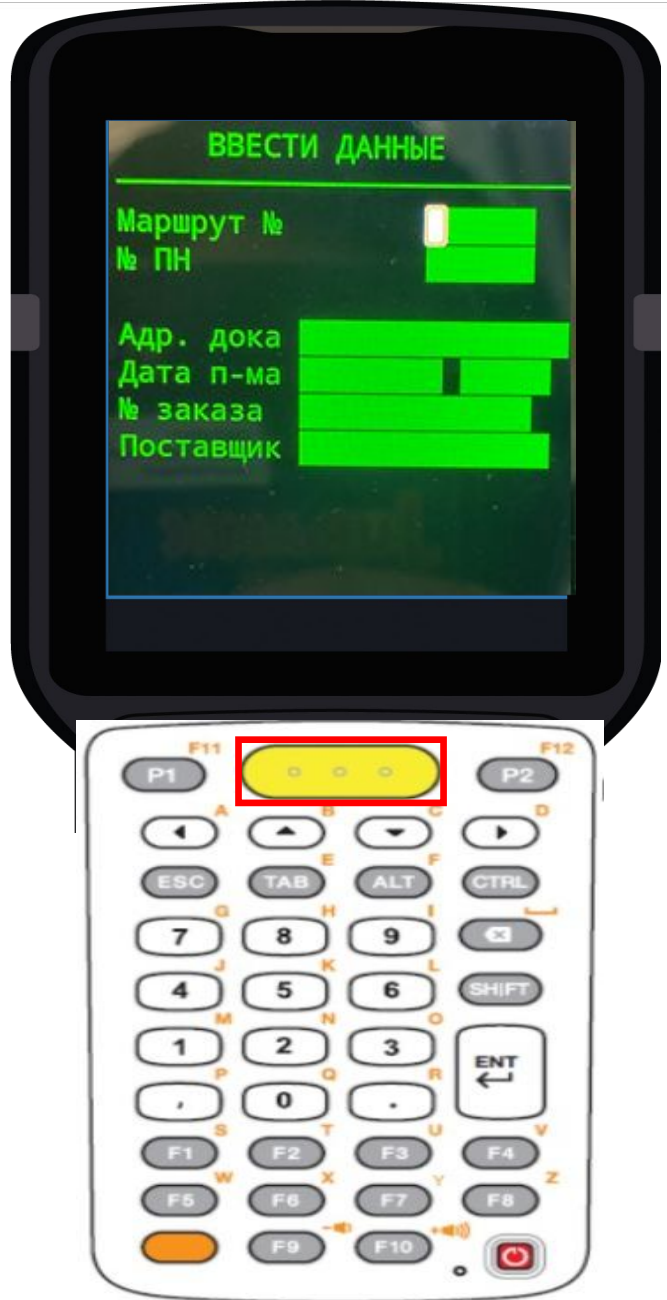 ВВЕСТИ ДАННЫЕ
Маршрут №
№ ПН
Адр. дока
Дата п-ма
№ заказа
Поставщик
F11 F12
P1 P2
A B C D
E F
ESC TAB ALT CTRL
G H I
7 8 9
J K L
4 5 6 SHIFT
M N O
1 2 3 ENT
P Q R
, 0 .
S T U V
F1 F2 F3 F4
W X Y Z
F5 F6 F7 F8
- +
F9 F10